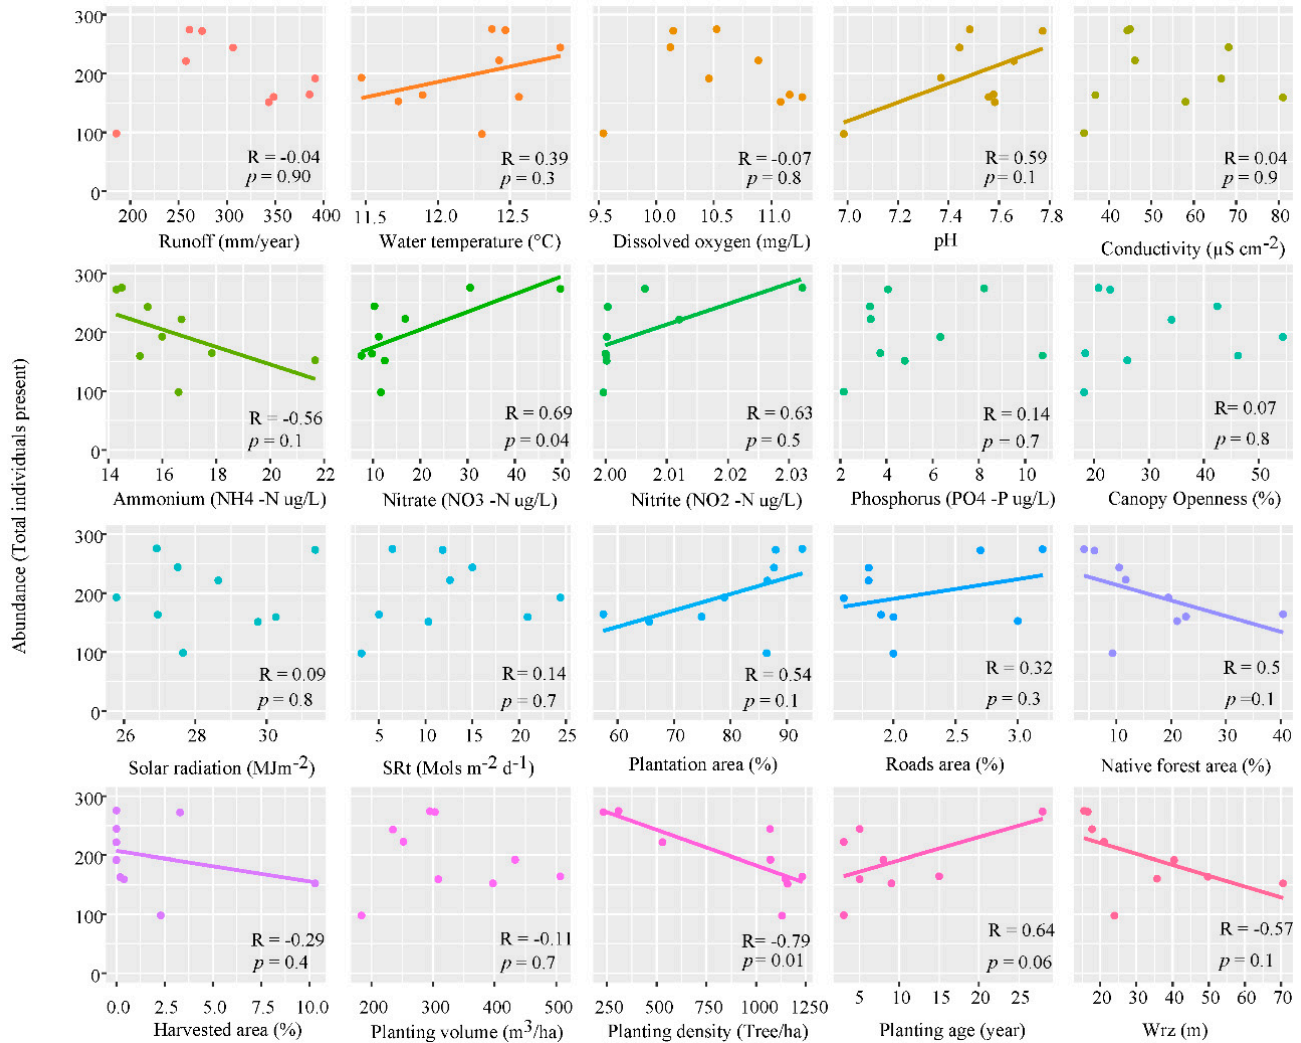 Abundance (Total individuals present)
300
200
100
0
R = -0.04
p = 0.90
200 250 300 350 400
Runoff (mm/year)
R = 0.39
p = 0.3
11.5 12.0 12.5
Water temperature (°C)
R = -0.07
p = 0.8
9.5 10.0 10.5 11.0
Dissolved oxygen (mg/L)
R = 0.59
p = 0.1
7.0 7.2 7.4 7.6 7.8
pH
R = 0.04
p = 0.9
40 50 60 70 80
Conductivity (µS cm-2)
300
200
100
0
R = -0.56
p = 0.1
14 16 18 20 22
Ammonium (NH4 -N ug/L)
R = 0.69
p = 0.04
10 20 30 40 50
Nitrate (NO3 -N ug/L)
R = 0.63
p = 0.5
2.00 2.01 2.02 2.03
Nitrite (NO2 -N ug/L)
R = 0.14
p = 0.7
2 4 6 8 10
Phosphorus (PO4 -P ug/L)
R= 0.07
p = 0.8
20 30 40 50
Canopy Openness (%)
300
200
100
0
R = 0.09
p = 0.8
26 28 30
Solar radiation (MJm-2)
R = 0.14
p = 0.7
5 10 15 20 25
SRt (Mols m-2 d-1)
R = 0.54
p = 0.1
60 70 80 90
Plantation area (%)
R = 0.32
p = 0.3
2.0 2.5 3.0
Roads area (%)
R = 0.5
p =0.1
10 20 30 40
Native forest area (%)
300
200
100
0
R = -0.29
p = 0.4
0.0 2.5 5.0 7.5 10.0
Harvested area (%)
R = -0.11
p = 0.7
200 300 400 500
Planting volume (m3/ha)
R = -0.79
p = 0.01
250 500 750 1000 1250
Planting density (Tree/ha)
R = 0.64
p = 0.06
5 10 15 20 25
Planting age (year)
R = -0.57
p = 0.1
20 30 40 50 60 70
Wrz (m)